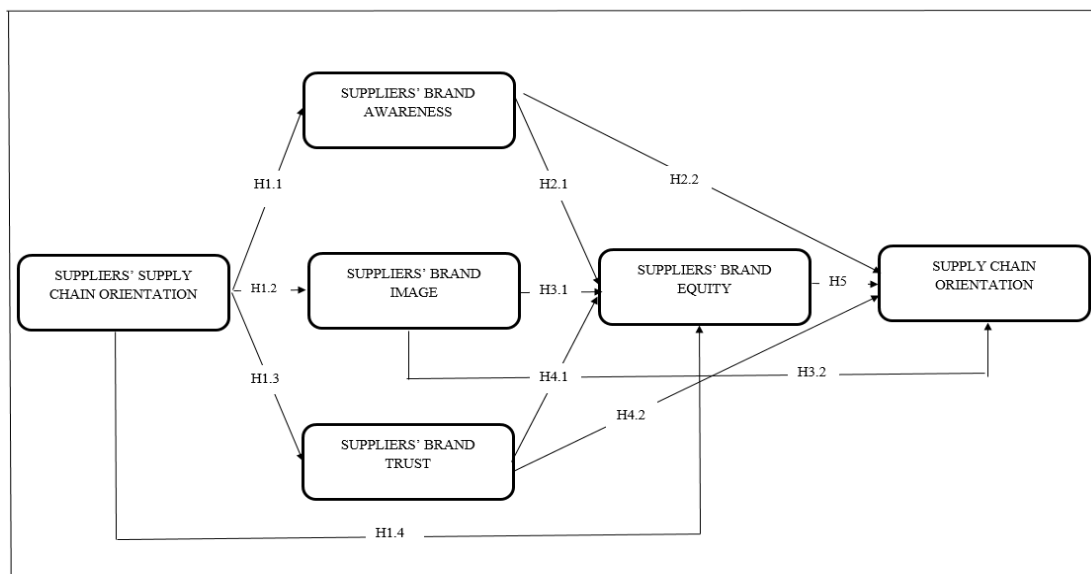 SUPPLIERS’ BRAND
AWARENESS
H1.1
H2.1
H2.2
SUPPLIERS’ SUPPLY
CHAIN ORIENTATION
H1.2
SUPPLIERS’ BRAND
IMAGE
H3.1
SUPPLIERS’ BRAND
EQUITY
H5
SUPPLY CHAIN
ORIENTATION
H1.3
H4.1
H3.2
H4.2
SUPPLIERS’ BRAND
TRUST
H1.4